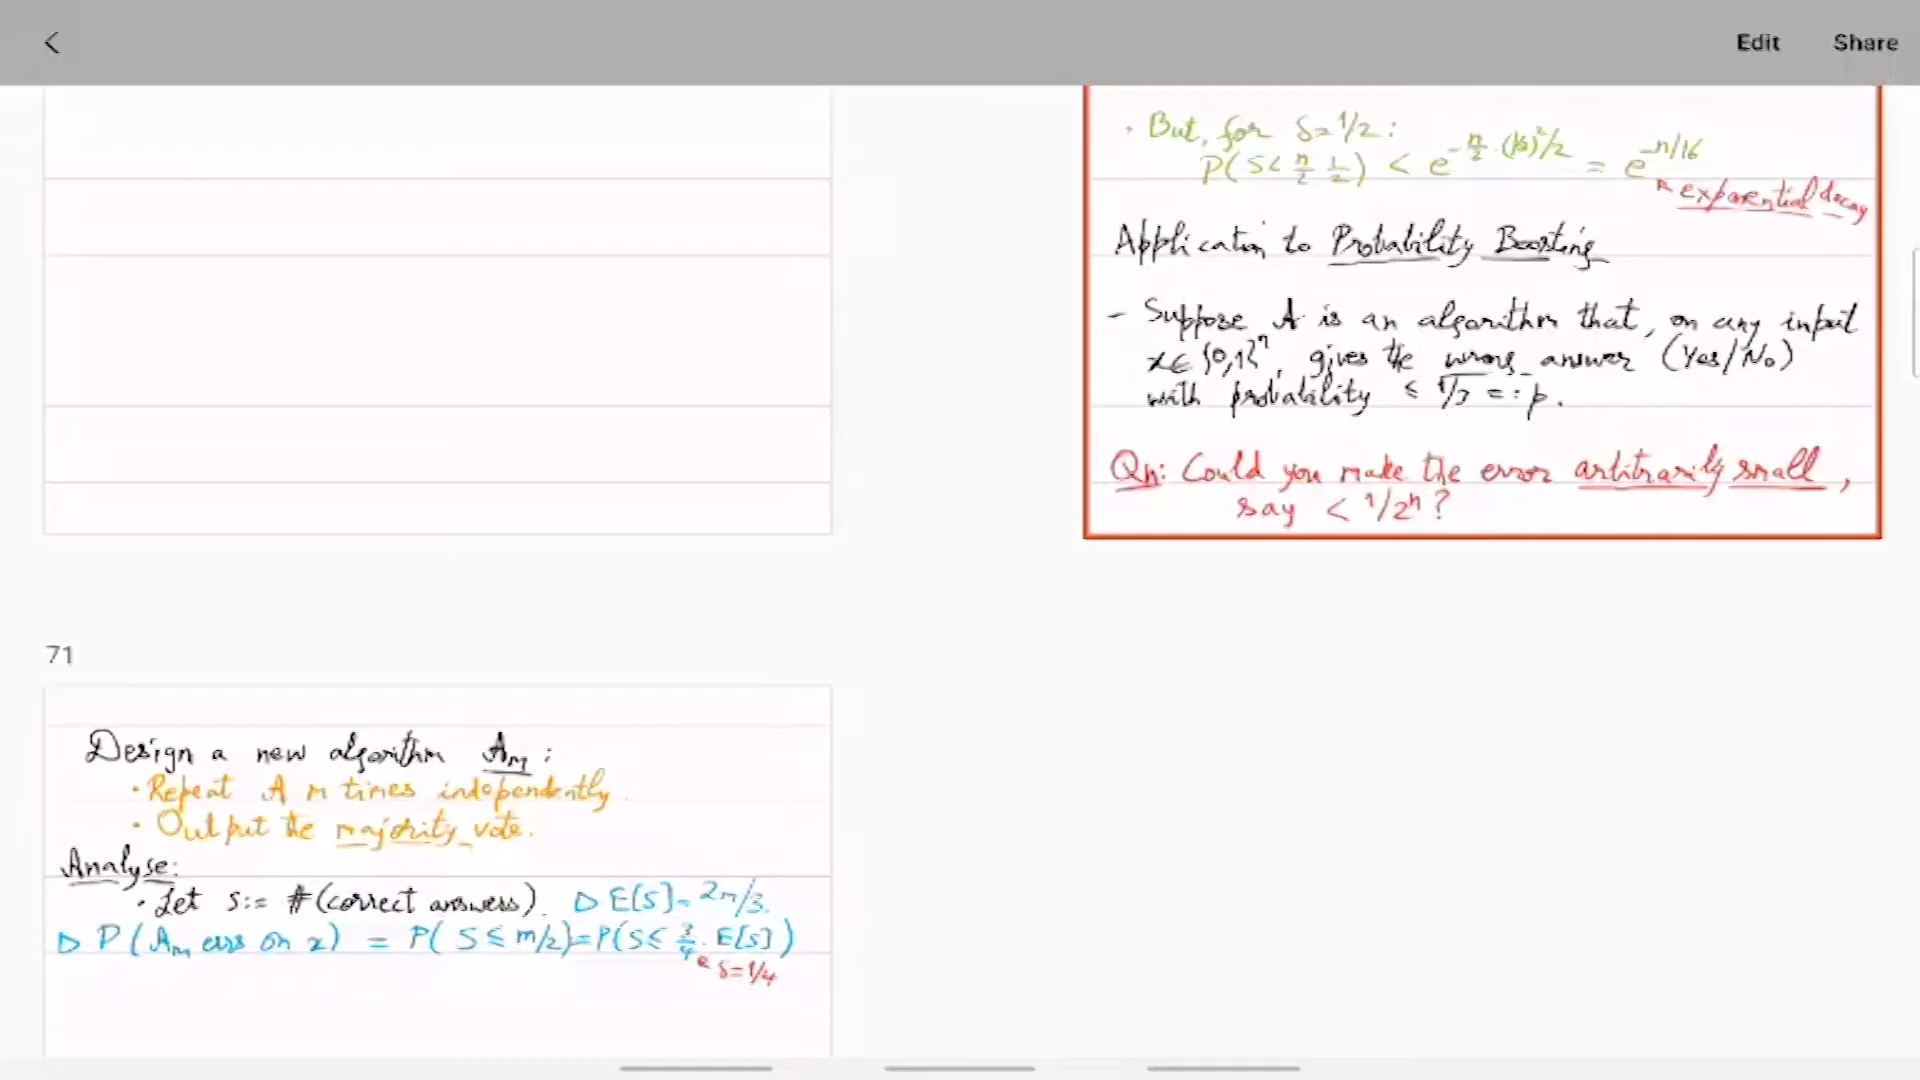 Edit Share
· But, for δ=1/2:
P(S< n/2 · 1/2) < e^{-n/2·(1/2)²/2} = e^{-n/16}
exponential decay
Application to Probability Boosting
- Suppose A is an algorithm that, on any input
x∈{0,1}^n, gives the wrong answer (Yes/No)
with probability ≤ 1/3 =: p.
Qn: Could you make the error arbitrarily small,
say < 1/2^n?
71
Design a new algorithm A_m:
· Repeat A m times independently.
· Output the majority vote.
Analyse:
· Let S:= #(correct answers). ▷ E[S]= 2m/3.
▷ P(A_m errs on x) = P(S≤ m/2)=P(S≤ 3/4 · E[S])
δ=1/4